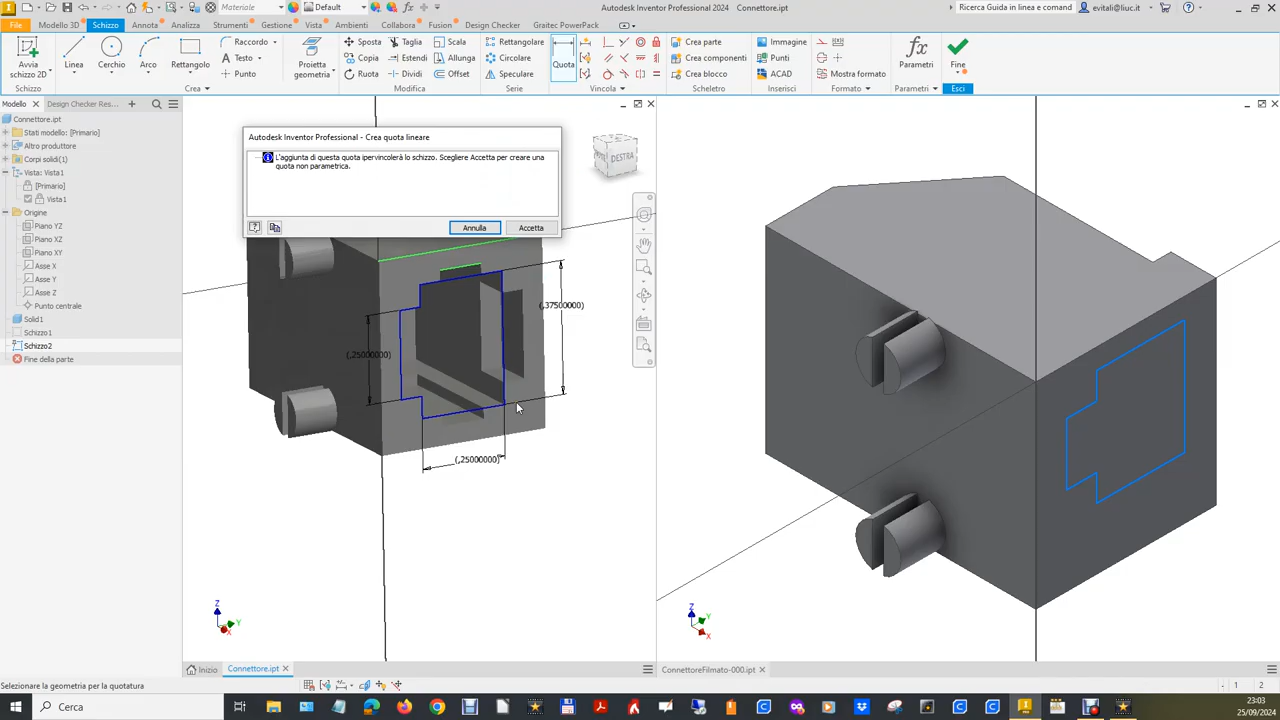 Material
Default
Autodesk Inventor Professional 2024 Connettore.ipt
Ricerca Guida in linea e comand
evitali@liuc.it
File Modello 3D Schizzo Annota Analizza Strumenti Gestione Vista Ambienti Collabora Fusion Design Checker Graitec PowerPack
Avvia schizzo 2D
Linea Cerchio Arco Rettangolo
Raccordo
Testo
Punto
Proietta geometria
Sposta Taglia Scala
Copia Estendi Allunga
Ruota Dividi Offset
Rettangolare
Circolare
Speculare
Quota
Crea parte
Crea componenti
Crea blocco
Immagine
Punti
ACAD
Mostra formato
Parametri
Fine
Schizzo Crea Modifica Serie Vincola Scheletro Inserisci Formato Parametri Esci
Modello Design Checker Res...
Connettore.ipt
Stati modello: [Primario]
Altro produttore
Corpi solidi(1)
Vista: Vista1
[Primario]
Vista1
Origine
Piano YZ
Piano XZ
Piano XY
Asse X
Asse Y
Asse Z
Punto centrale
Solid1
Schizzo1
Schizzo2
Fine della parte
Autodesk Inventor Professional - Crea quota lineare
L'aggiunta di questa quota ipervincolerà lo schizzo. Scegliere Accetta per creare una
quota non parametrica.
Annulla Accetta
DESTRA
(,37500000)
(,25000000)
(,25000000)
Z
Y
X
Z
Y
X
Inizio Connettore.ipt ConnettoreFilmato-000.ipt
Selezionare la geometria per la quotatura
1 2
Cerca
23:03
25/09/2024